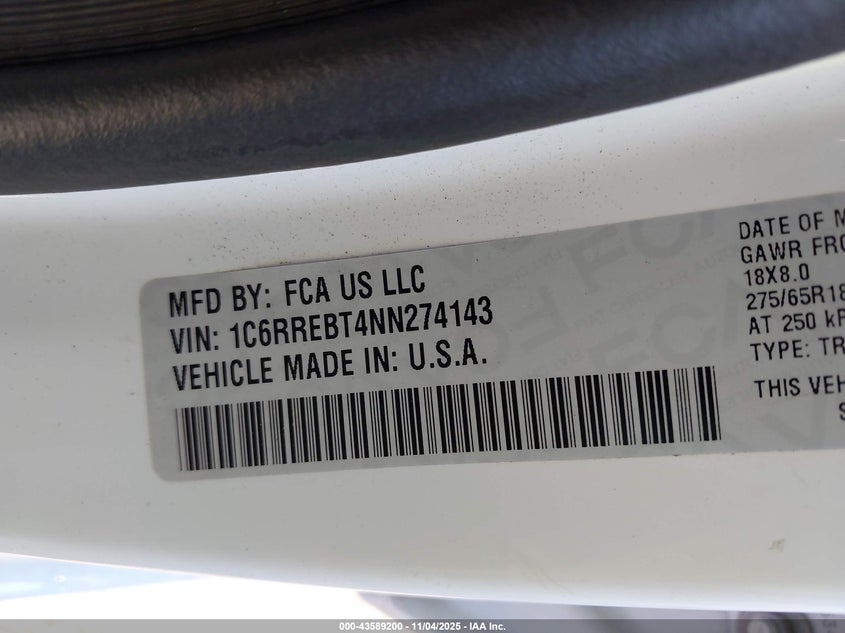 MFD BY: FCA US LLC
VIN: 1C6RREBT4NN274143
VEHICLE MADE IN: U.S.A.
DATE OF M
GAWR FRO
18X8.0
275/65R18
AT 250 kP
TYPE: TR
THIS VEH
S
000-43589200 - 11/04/2025 - IAA Inc.